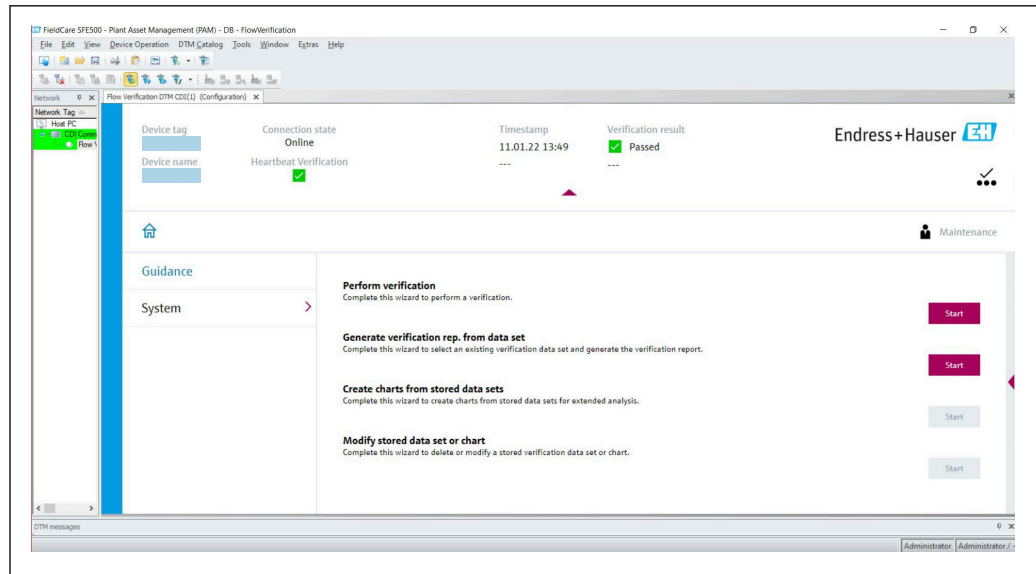 FieldCare SFE500 - Plant Asset Management (PAM) - DB - FlowVerification
File Edit View Device Operation DTM Catalog Tools Window Extras Help
Network
Flow Verification DTM CDI(1) (Configuration)
Network Tag
Host PC
CDI Comm
Flow V
Device tag
Connection state
Online
Timestamp
11.01.22 13:49
Verification result
Passed
Endress+Hauser EH
Device name
Heartbeat Verification
---
---
Maintenance
Guidance
System
Perform verification
Complete this wizard to perform a verification.
Start
Generate verification rep. from data set
Complete this wizard to select an existing verification data set and generate the verification report.
Start
Create charts from stored data sets
Complete this wizard to create charts from stored data sets for extended analysis.
Start
Modify stored data set or chart
Complete this wizard to delete or modify a stored verification data set or chart.
Start
DTM messages
Administrator Administrator / -